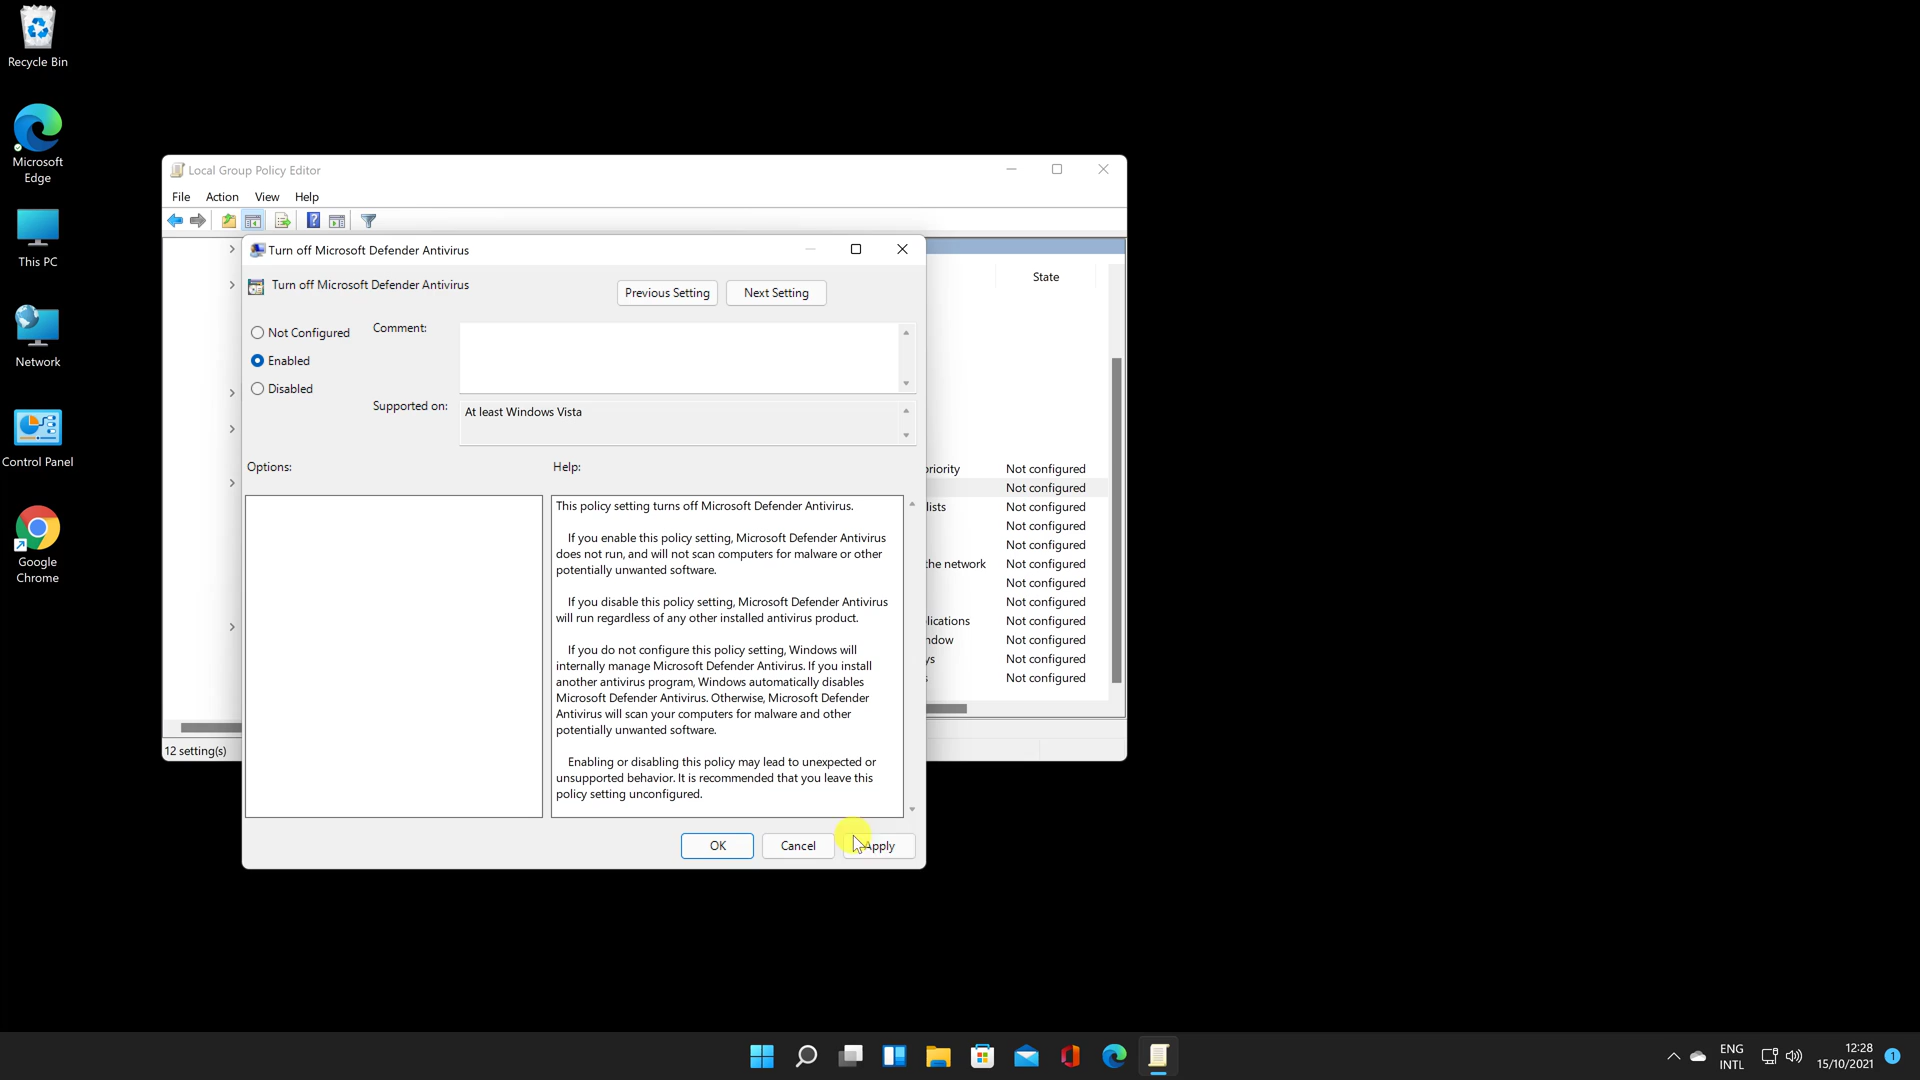 Recycle Bin
Microsoft
Edge
This PC
Network
Control Panel
Google
Chrome
Local Group Policy Editor
File Action View Help
Turn off Microsoft Defender Antivirus
Turn off Microsoft Defender Antivirus
Previous Setting
Next Setting
Not Configured
Enabled
Disabled
Comment:
Supported on:
At least Windows Vista
Options:
Help:
This policy setting turns off Microsoft Defender Antivirus.
If you enable this policy setting, Microsoft Defender Antivirus
does not run, and will not scan computers for malware or other
potentially unwanted software.
If you disable this policy setting, Microsoft Defender Antivirus
will run regardless of any other installed antivirus product.
If you do not configure this policy setting, Windows will
internally manage Microsoft Defender Antivirus. If you install
another antivirus program, Windows automatically disables
Microsoft Defender Antivirus. Otherwise, Microsoft Defender
Antivirus will scan your computers for malware and other
potentially unwanted software.
Enabling or disabling this policy may lead to unexpected or
unsupported behavior. It is recommended that you leave this
policy setting unconfigured.
OK
Cancel
Apply
State
priority Not configured
Not configured
lists Not configured
Not configured
Not configured
the network Not configured
Not configured
Not configured
lications Not configured
ndow Not configured
ys Not configured
s Not configured
12 setting(s)
ENG
INTL
12:28
15/10/2021
1